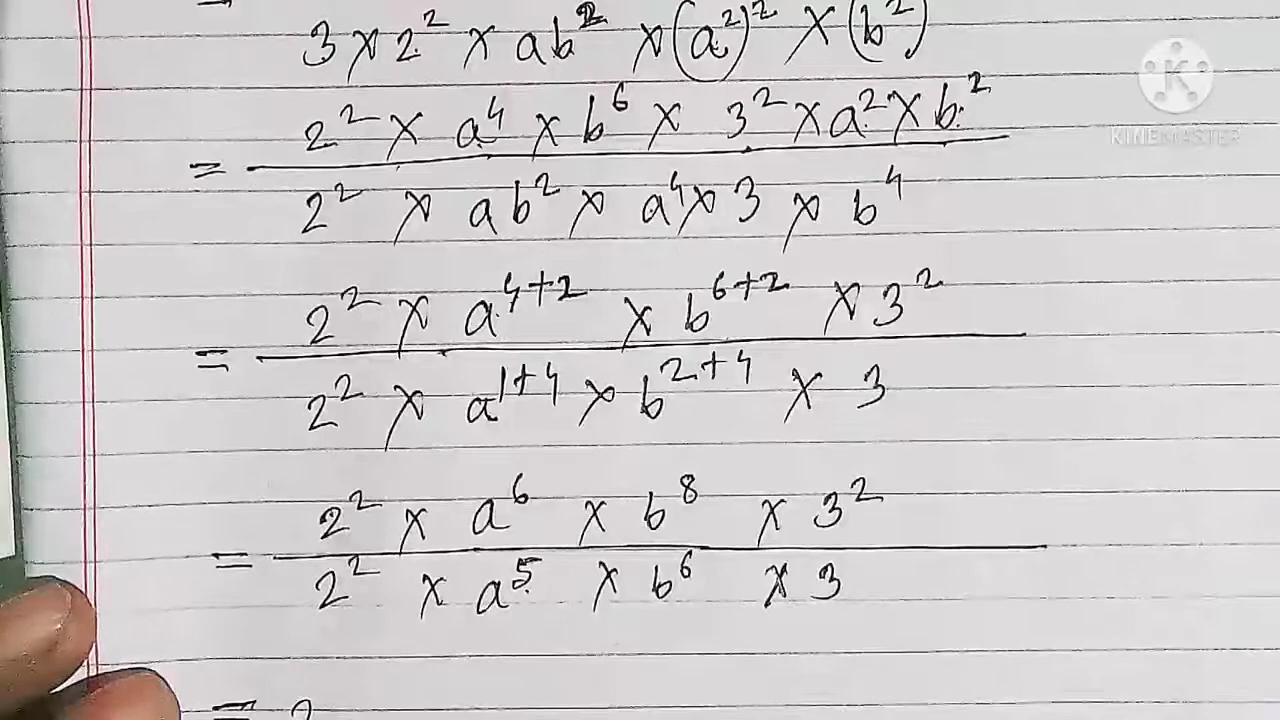 3 × 2² × ab² × (a²)² × (b²)
= 2² × a⁴ × b⁶ × 3² × a² × b²
2² × ab² × a⁴ × 3 × b⁴
= 2² × a⁴⁺² × b⁶⁺² × 3²
2² × a¹⁺⁴ × b²⁺⁴ × 3
= 2² × a⁶ × b⁸ × 3²
2² × a⁵ × b⁶ × 3
=
K
KINEMASTER